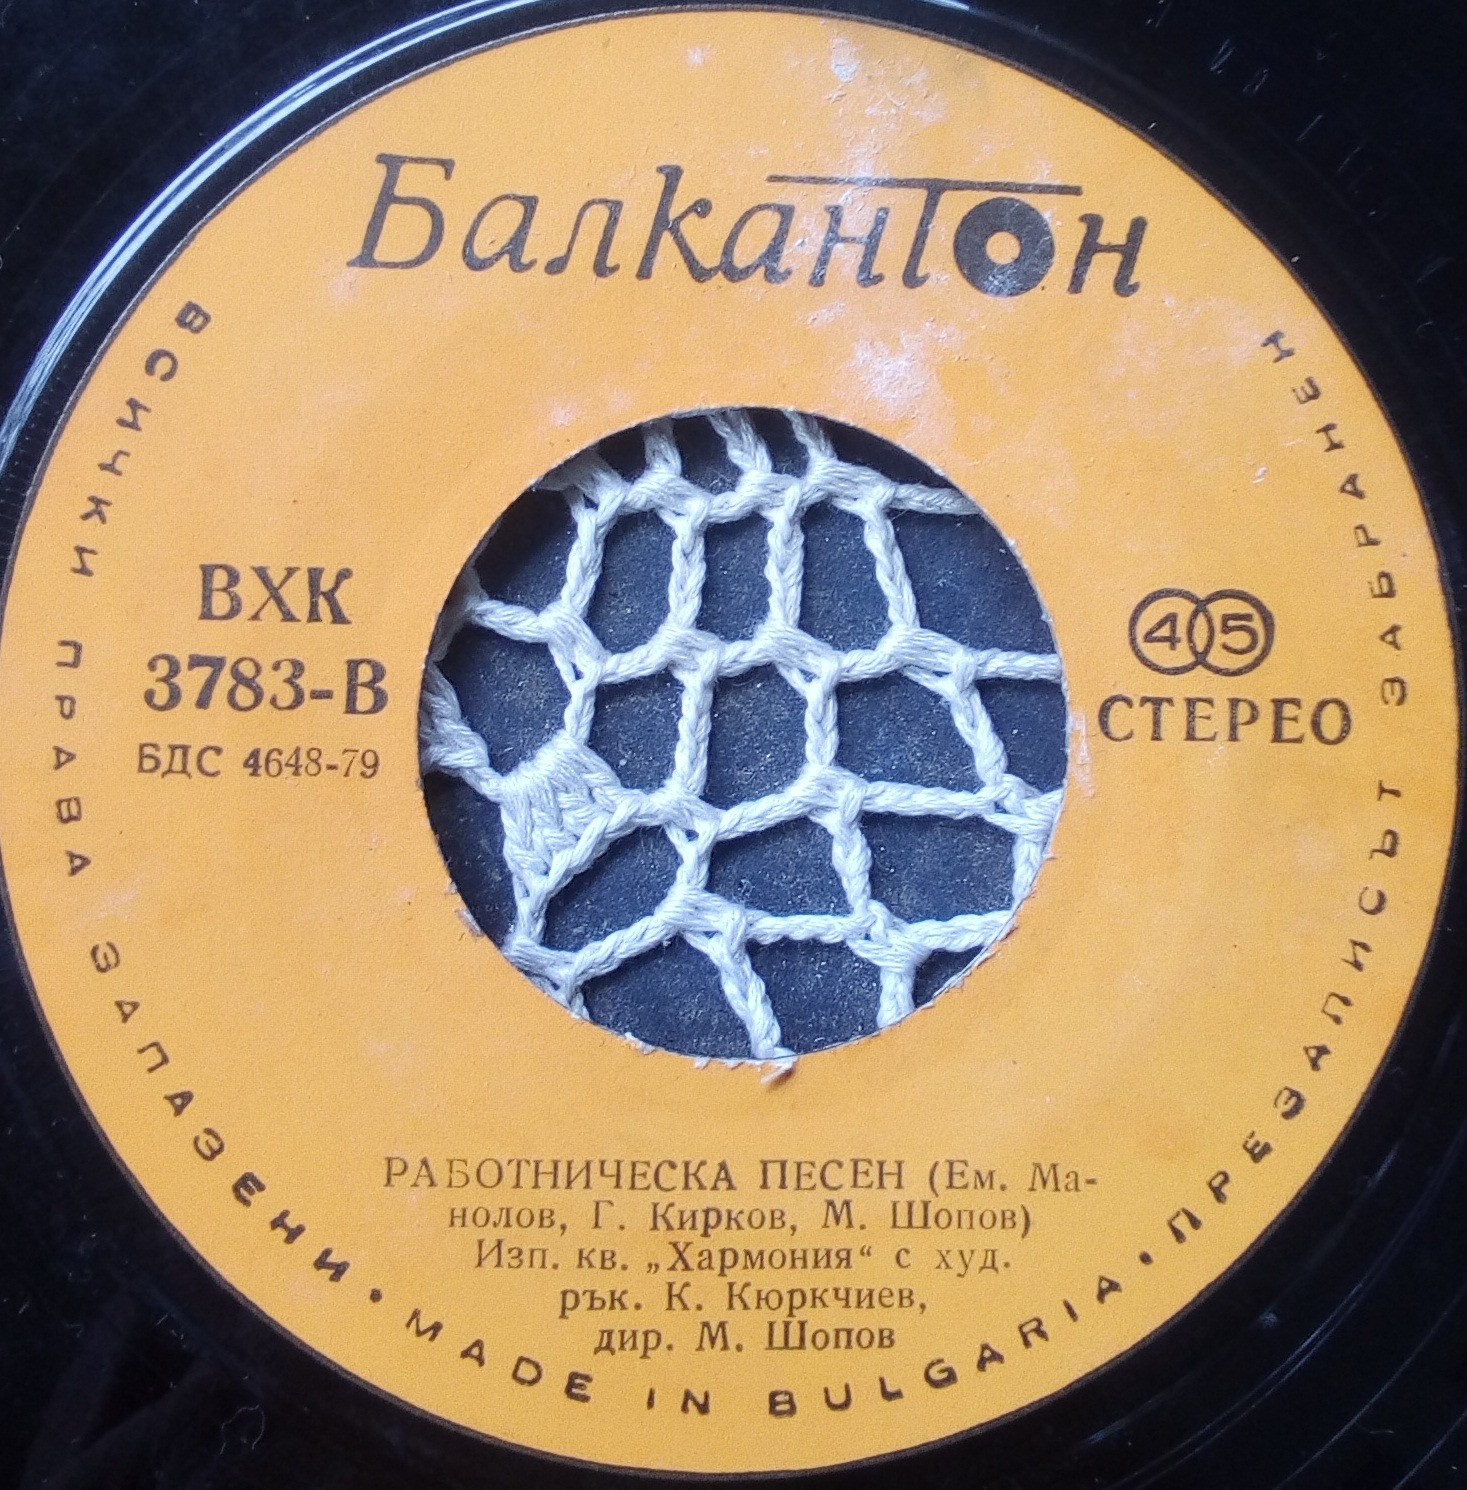 Балкантон
ВХК
3783-В
БДС 4648-79
45
СТЕРЕО
РАБОТНИЧЕСКА ПЕСЕН (Ем. Ма-
нолов, Г. Кирков, М. Шопов)
Изп. кв. „Хармония“ с худ.
рък. К. Кюркчиев,
дир. М. Шопов
ВСИЧКИ ПРАВА ЗАПАЗЕНИ • MADE IN BULGARIA • ПРЕЗАПИСЪТ ЗАБРАНЕН